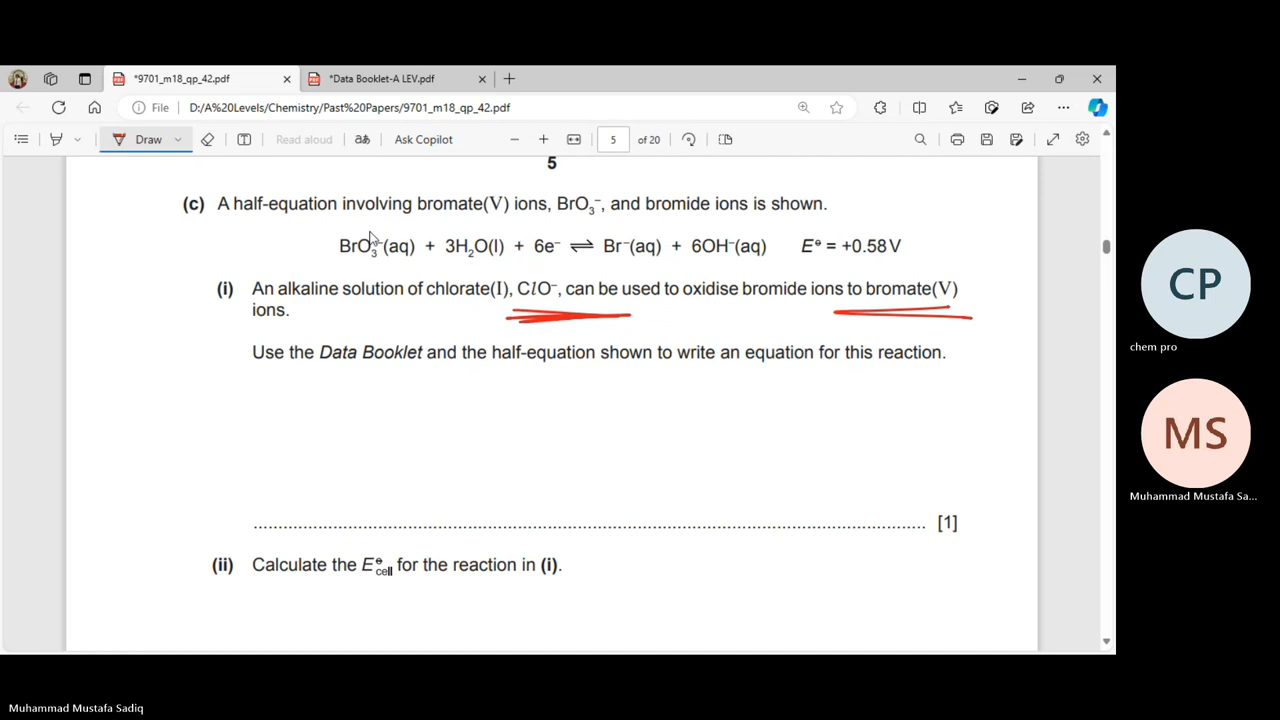 *9701_m18_qp_42.pdf
*Data Booklet-A LEV.pdf
File D:/A%20Levels/Chemistry/Past%20Papers/9701_m18_qp_42.pdf
Draw Read aloud aあ Ask Copilot 5 of 20
5
(c) A half-equation involving bromate(V) ions, BrO₃⁻, and bromide ions is shown.
BrO₃⁻(aq) + 3H₂O(l) + 6e⁻ ⇌ Br⁻(aq) + 6OH⁻(aq) E⦵ = +0.58 V
(i) An alkaline solution of chlorate(I), ClO⁻, can be used to oxidise bromide ions to bromate(V)
ions.
Use the Data Booklet and the half-equation shown to write an equation for this reaction.
[1]
(ii) Calculate the E⦵cell for the reaction in (i).
CP
chem pro
MS
Muhammad Mustafa Sa...
Muhammad Mustafa Sadiq